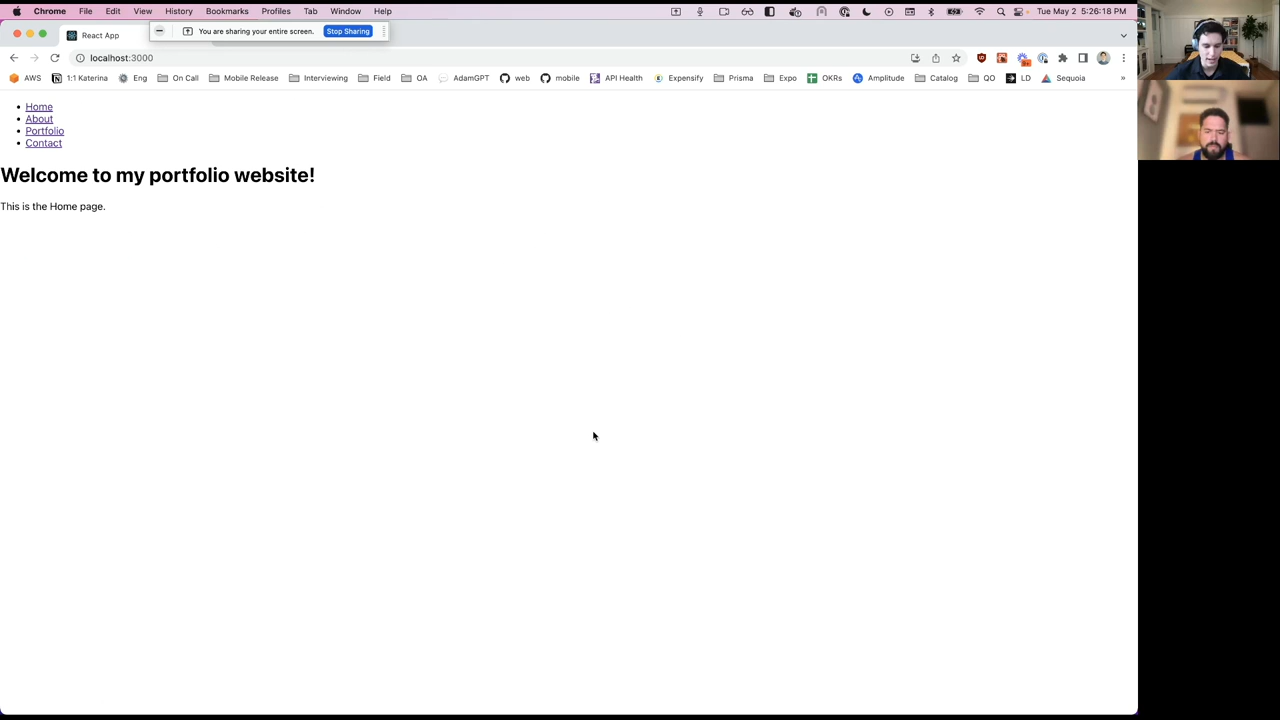 Chrome File Edit View History Bookmarks Profiles Tab Window Help Tue May 2 5:26:18 PM
React App You are sharing your entire screen. Stop Sharing
localhost:3000
AWS 1:1 Katerina Eng On Call Mobile Release Interviewing Field OA AdamGPT web mobile API Health Expensify Prisma Expo OKRs Amplitude Catalog QO LD Sequoia »
Home
About
Portfolio
Contact
Welcome to my portfolio website!
This is the Home page.